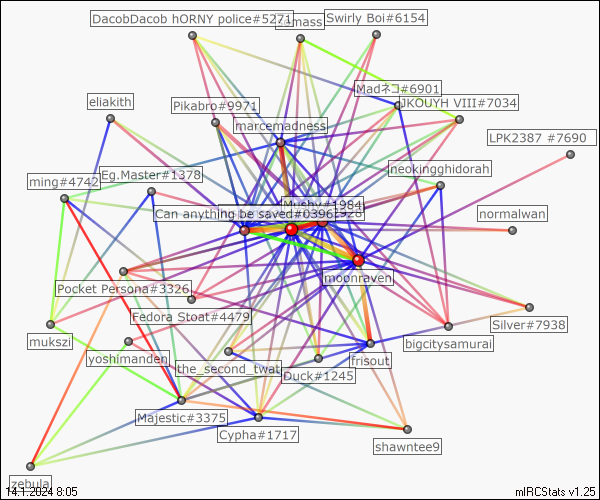 DacobDacob hORNY police#5271
mass
Swirly Boi#6154
Madネコ#6901
JKOUYH VIII#7034
eliakith
Pikabro#9971
marcemadness
LPK2387 #7690
neokingghidorah
Eg.Master#1378
ming#4742
Mushy#1984
Can anything be saved#0396
928
normalwan
moonraven
Pocket Persona#3326
Fedora Stoat#4479
Silver#7938
mukszi
yoshimanden
bigcitysamurai
frisout
the_second_twat
Duck#1245
Majestic#3375
Cypha#1717
shawntee9
zebula
14.1.2024 8:05
mIRCStats v1.25